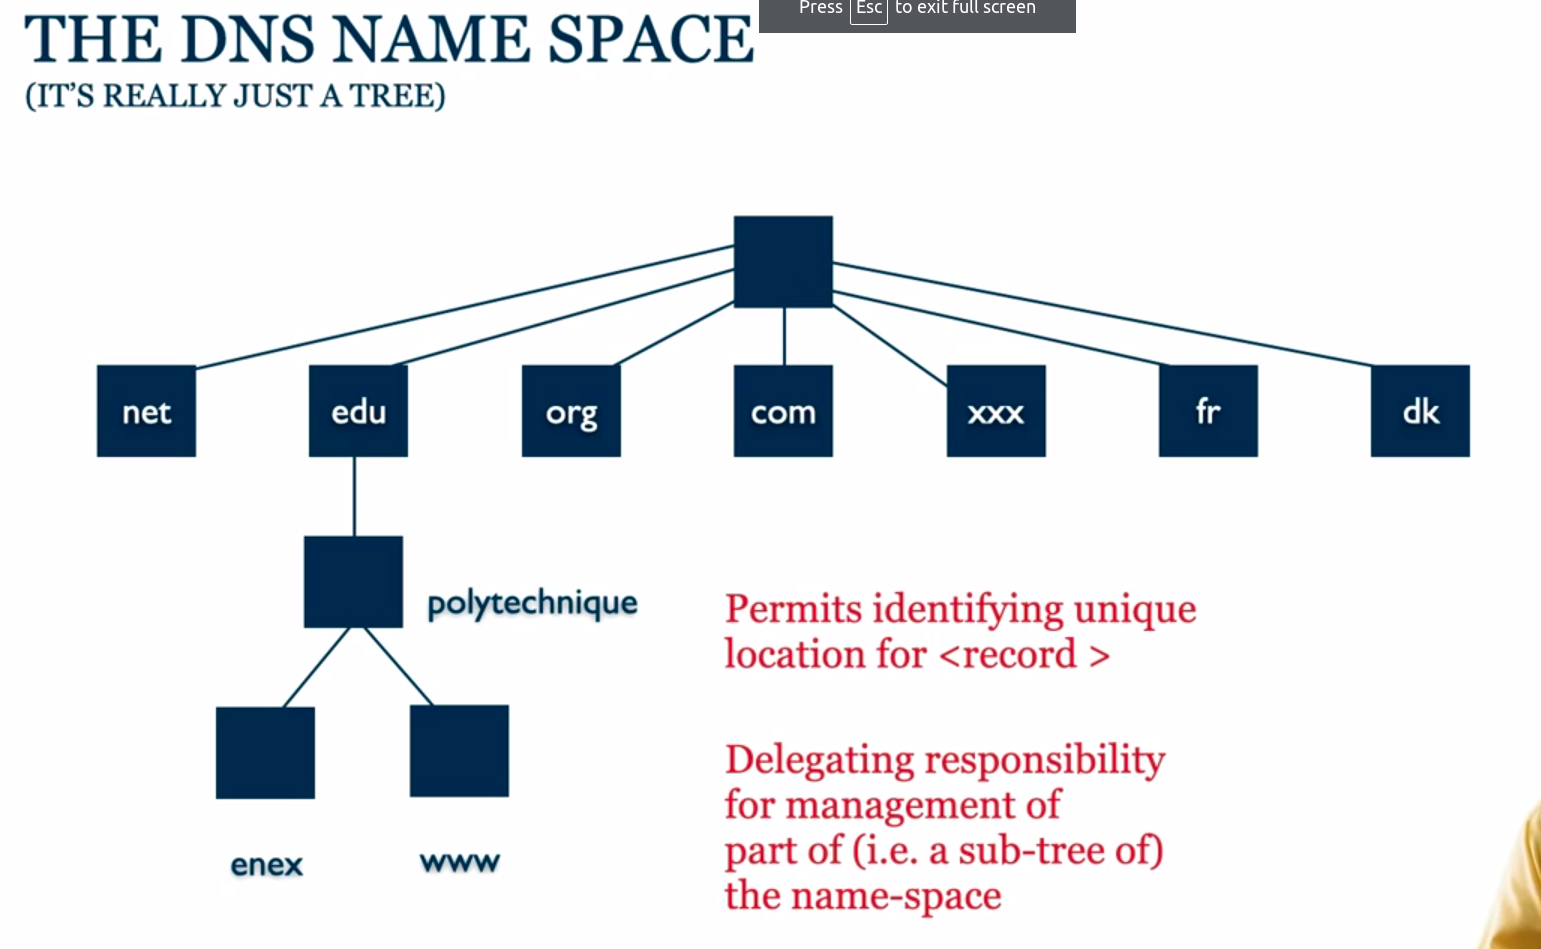 Press Esc to exit full screen
THE DNS NAME SPACE
(IT'S REALLY JUST A TREE)
net edu org com xxx fr dk
polytechnique
enex www
Permits identifying unique
location for <record >
Delegating responsibility
for management of
part of (i.e. a sub-tree of)
the name-space